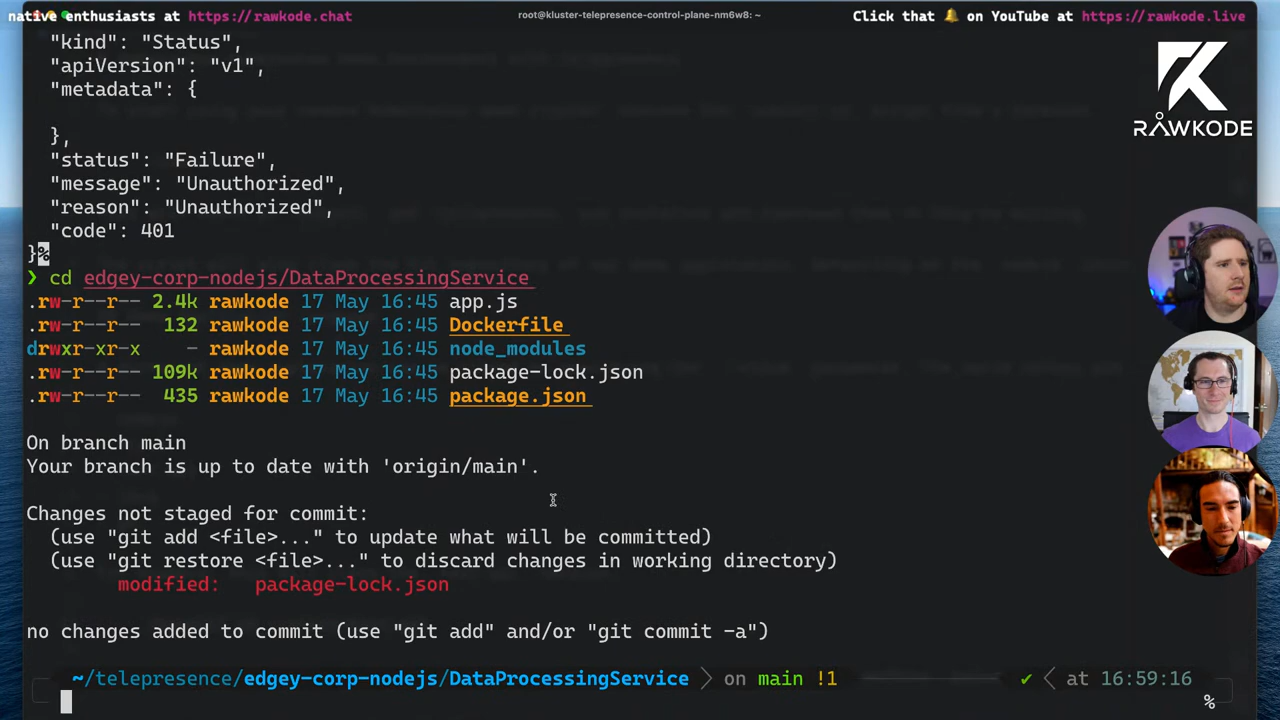 native enthusiasts at https://rawkode.chat
root@kluster-telepresence-control-plane-nm6w8: ~
Click that 🔔 on YouTube at https://rawkode.live
"kind": "Status",
"apiVersion": "v1",
"metadata": {
},
"status": "Failure",
"message": "Unauthorized",
"reason": "Unauthorized",
"code": 401
}%
❯ cd edgey-corp-nodejs/DataProcessingService
.rw-r--r-- 2.4k rawkode 17 May 16:45 app.js
.rw-r--r-- 132 rawkode 17 May 16:45 Dockerfile
drwxr-xr-x - rawkode 17 May 16:45 node_modules
.rw-r--r-- 109k rawkode 17 May 16:45 package-lock.json
.rw-r--r-- 435 rawkode 17 May 16:45 package.json
On branch main
Your branch is up to date with 'origin/main'.
Changes not staged for commit:
(use "git add <file>..." to update what will be committed)
(use "git restore <file>..." to discard changes in working directory)
modified: package-lock.json
no changes added to commit (use "git add" and/or "git commit -a")
~/telepresence/edgey-corp-nodejs/DataProcessingService on main !1 ✔ at 16:59:16
%
RAWKODE